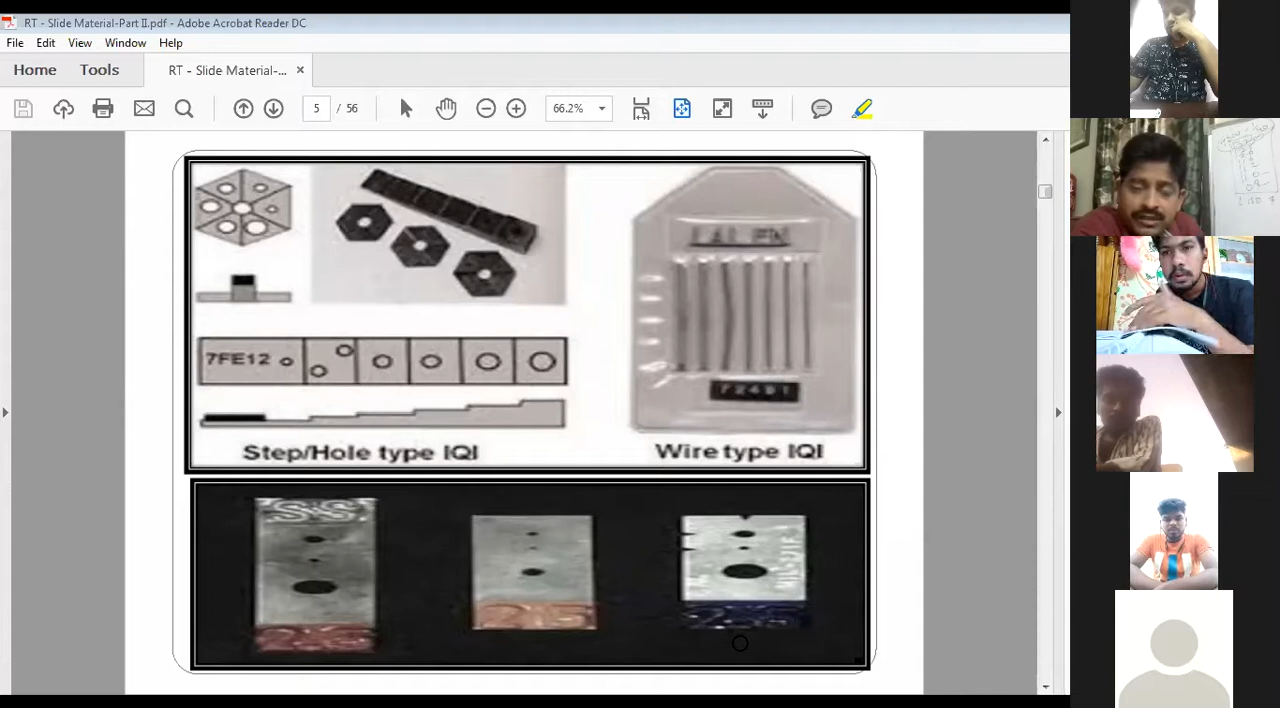 RT - Slide Material-Part II.pdf - Adobe Acrobat Reader DC
File Edit View Window Help
Home Tools RT - Slide Material-... ×
5 / 56 66.2%
7FE12
Step/Hole type IQI
Wire type IQI